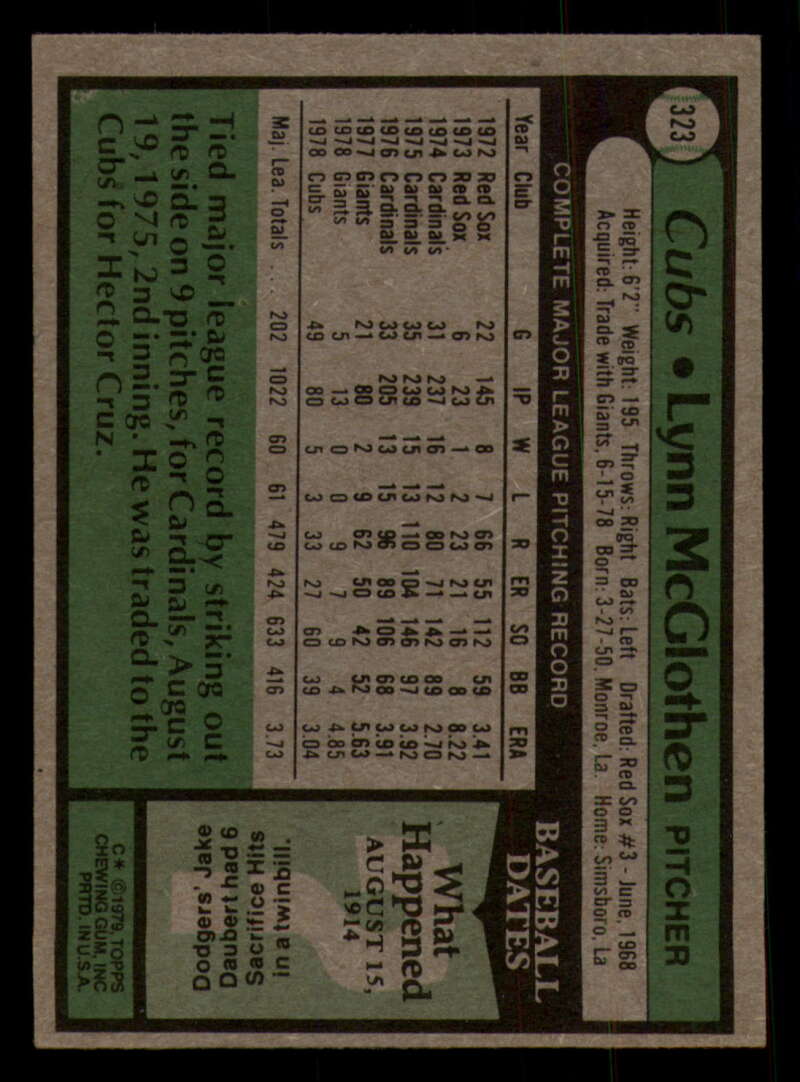 323
Cubs • Lynn McGlothen PITCHER
Height: 6'2" Weight: 195 Throws: Right Bats: Left Drafted: Red Sox #3 - June, 1968
Acquired: Trade with Giants, 6-15-78 Born: 3-27-50, Monroe, La. Home: Simsboro, La
COMPLETE MAJOR LEAGUE PITCHING RECORD
Year Club G IP W L R ER SO BB ERA
1972 Red Sox 22 145 8 7 66 55 112 59 3.41
1973 Red Sox 6 23 1 2 23 21 16 8 8.22
1974 Cardinals 31 237 16 12 80 71 142 89 2.70
1975 Cardinals 35 239 15 13 110 104 146 97 3.92
1976 Cardinals 33 205 13 15 96 89 106 68 3.91
1977 Giants 21 80 2 9 62 50 42 52 5.63
1978 Giants 5 13 0 0 9 7 9 4 4.85
1978 Cubs 49 80 5 3 33 27 60 39 3.04
Maj. Lea. Totals .... 202 1022 60 61 479 424 633 416 3.73
Tied major league record by striking out
the side on 9 pitches, for Cardinals, August
19, 1975, 2nd inning. He was traded to the
Cubs for Hector Cruz.
BASEBALL
DATES
What
Happened
AUGUST 15,
1914
Dodgers' Jake
Daubert had 6
Sacrifice Hits
in a twinbill.
C* ©1979, TOPPS
CHEWING GUM, INC
PRTD. IN U.S.A.